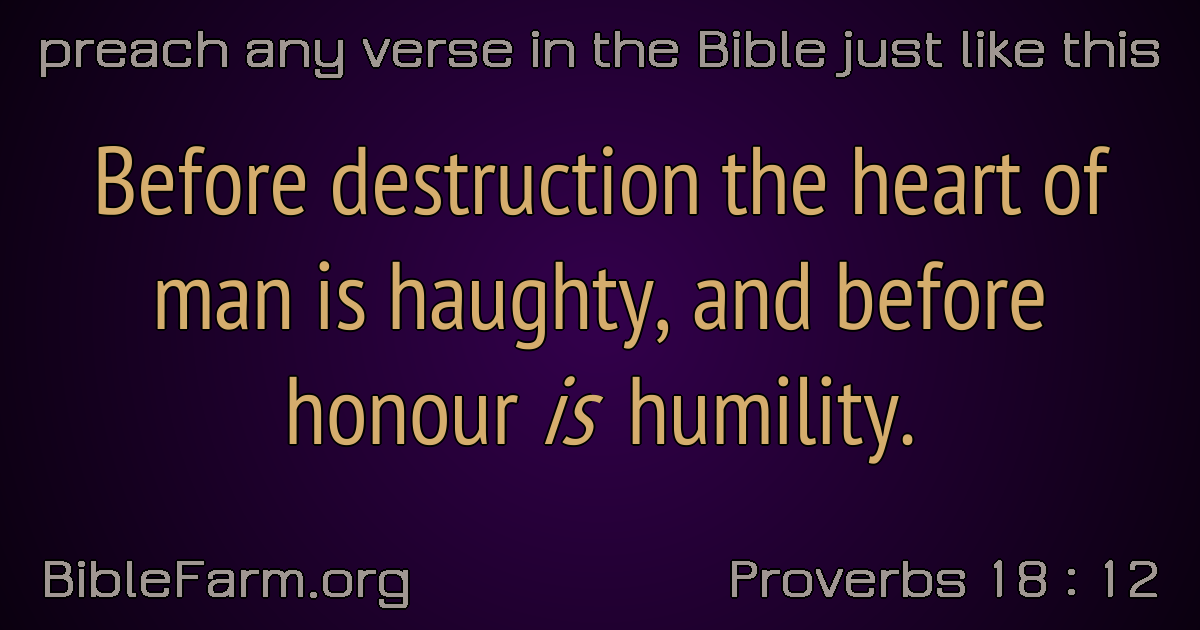 preach any verse in the Bible just like this
Before destruction the heart of
man is haughty, and before
honour is humility.
BibleFarm.org
Proverbs 18 : 12